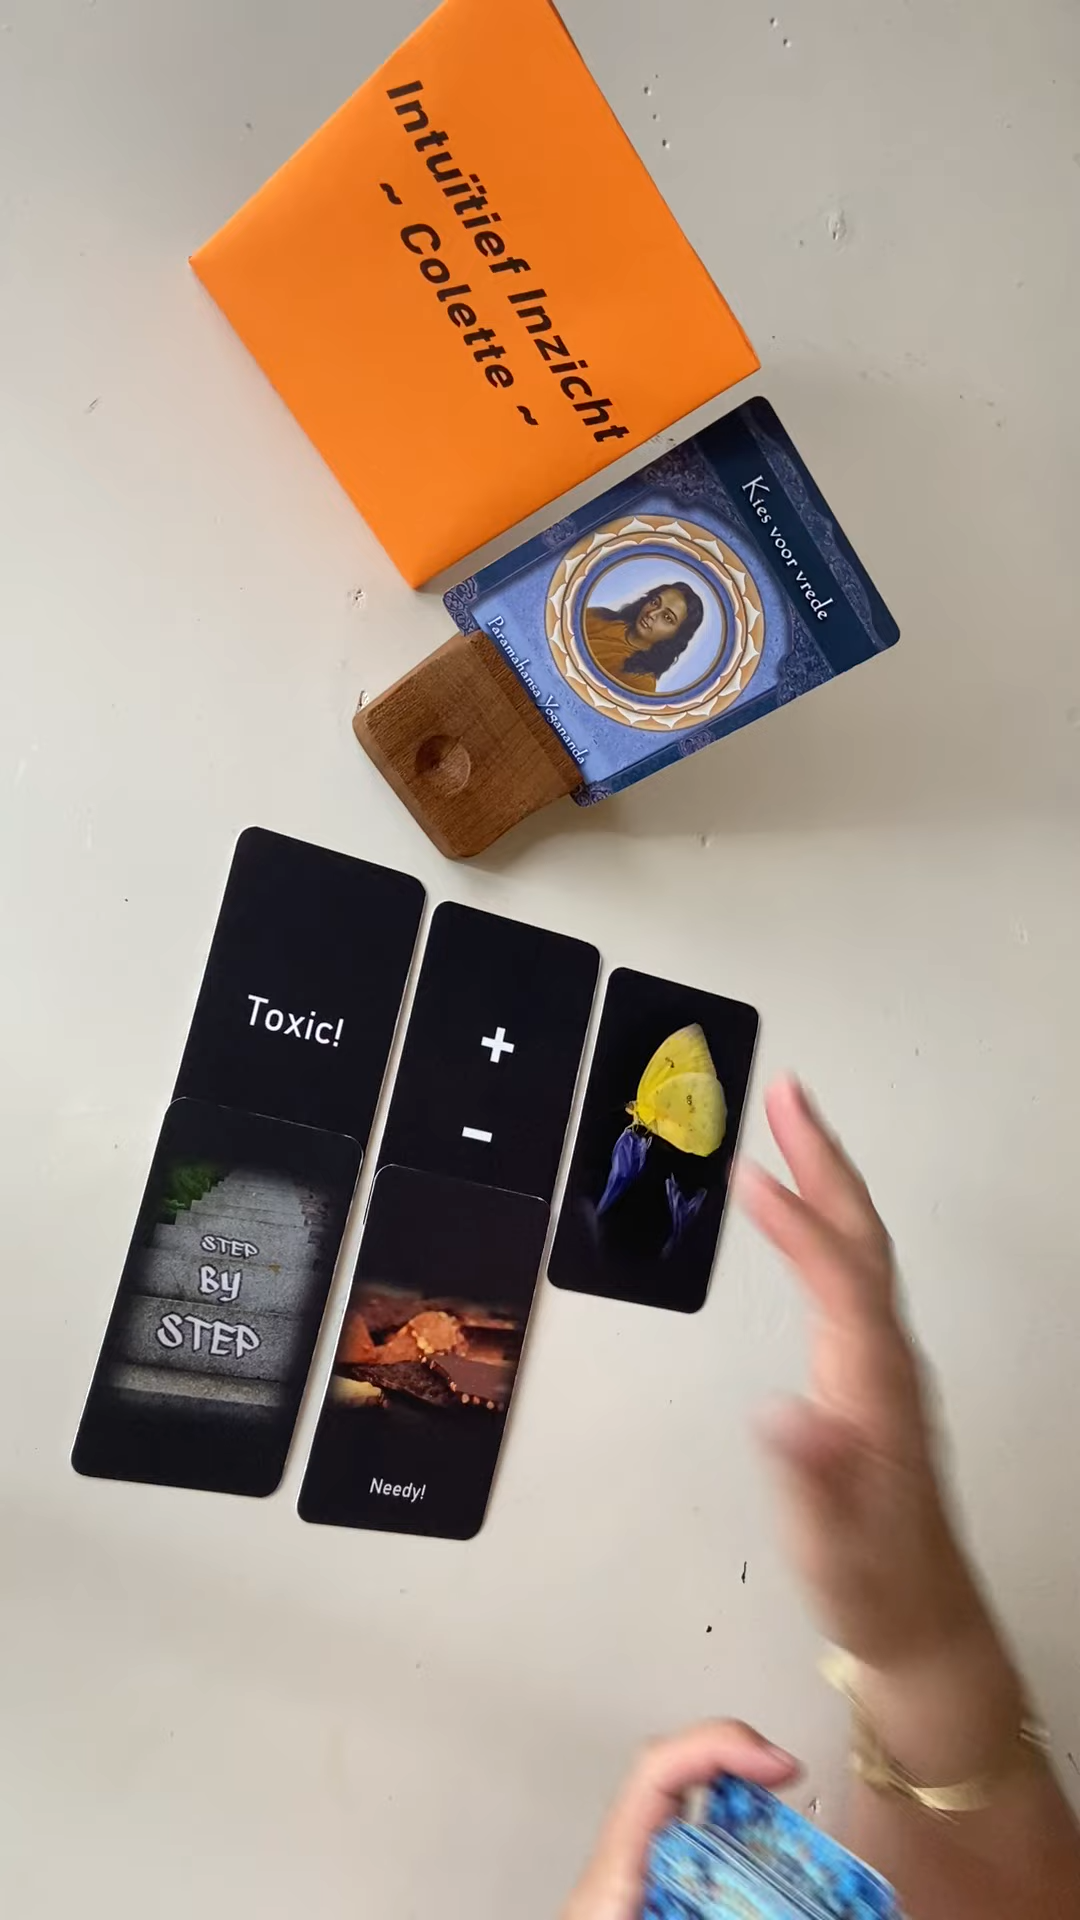 Intuïtief Inzicht
~ Colette ~
Kies voor vrede
Paramahansa Yogananda
Toxic!
+
-
STEP
BY
STEP
Needy!